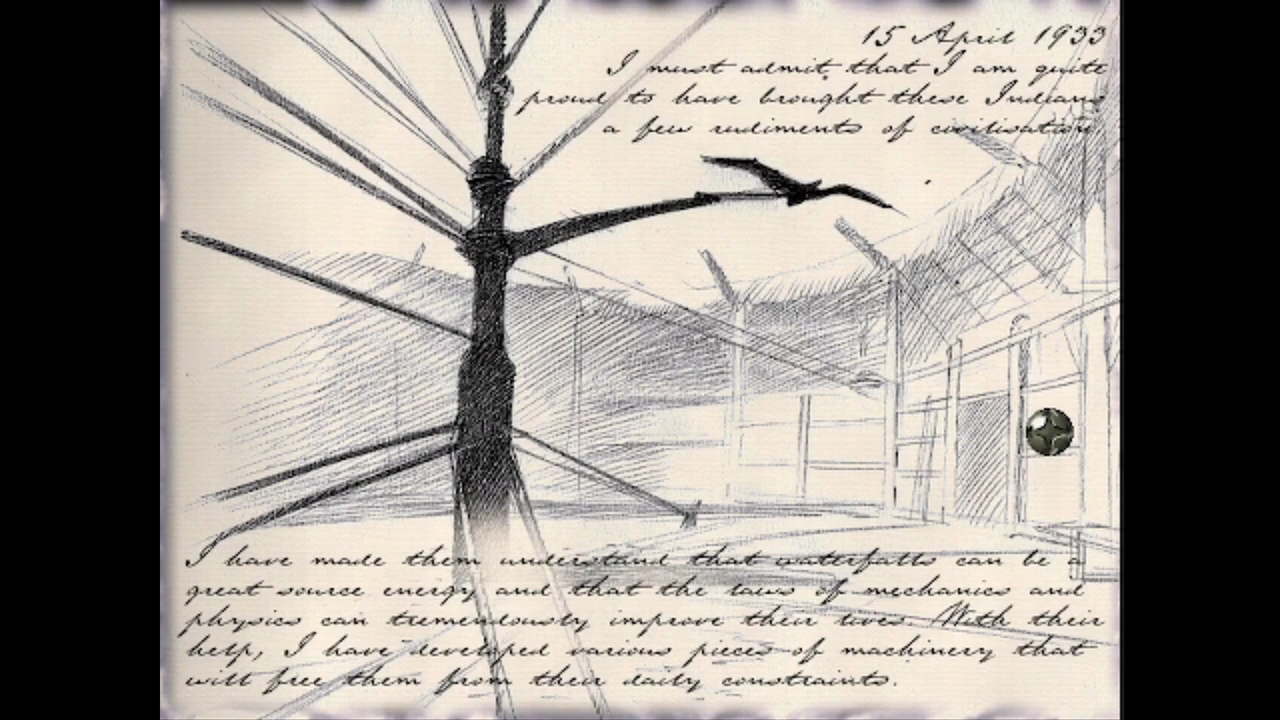 15 April 1933
I must admit that I am quite
proud to have brought these Indians
a few rudiments of civilisation
I have made them understand that waterfalls can be a
great source energy and that the laws of mechanics and
physics can tremendously improve their lives. With their
help, I have developed various pieces of machinery that
will free them from their daily constraints.